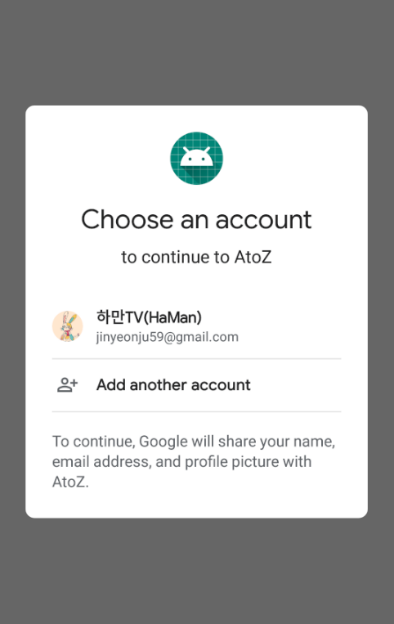 Choose an account
to continue to AtoZ
하만TV(HaMan)
jinyeonju59@gmail.com
Add another account
To continue, Google will share your name,
email address, and profile picture with
AtoZ.